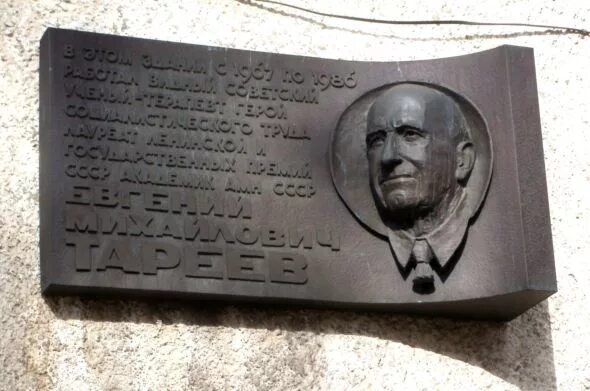 В ЭТОМ ЗДАНИИ С 1967 ПО 1986
РАБОТАЛ ВИДНЫЙ СОВЕТСКИЙ
УЧЕНЫЙ-ТЕРАПЕВТ ГЕРОЙ
СОЦИАЛИСТИЧЕСКОГО ТРУДА
ЛАУРЕАТ ЛЕНИНСКОЙ И
ГОСУДАРСТВЕННЫХ ПРЕМИЙ
СССР АКАДЕМИК АМН СССР
ЕВГЕНИЙ
МИХАЙЛОВИЧ
ТАРЕЕВ